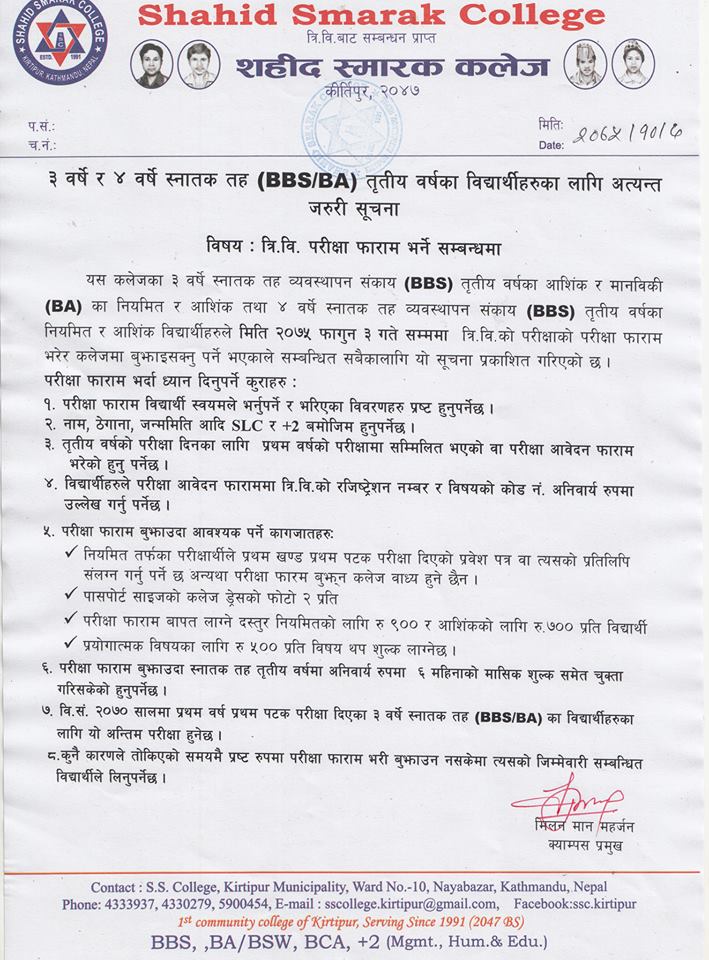 SHAHID SMARAK COLLEGE
ESTD. 1991
KIRTIPUR, KATHMANDU, NEPAL
Shahid Smarak College
त्रि.वि.बाट सम्बन्धन प्राप्त
शहीद स्मारक कलेज
कीर्तिपुर, २०४७
प.सं.:
च.नं.:
मितिः
Date:
३ वर्षे र ४ वर्षे स्नातक तह (BBS/BA) तृतीय वर्षका विद्यार्थीहरुका लागि अत्यन्त
जरुरी सूचना
विषय : त्रि.वि. परीक्षा फाराम भर्ने सम्बन्धमा
यस कलेजका ३ वर्षे स्नातक तह व्यवस्थापन संकाय (BBS) तृतीय वर्षका आशिंक र मानविकी
(BA) का नियमित र आशिंक तथा ४ वर्षे स्नातक तह व्यवस्थापन संकाय (BBS) तृतीय वर्षका
नियमित र आशिंक विद्यार्थीहरुले मिति २०७५ फागुन ३ गते सम्ममा त्रि.वि.को परीक्षाको परीक्षा फाराम
भरेर कलेजमा बुझाइसक्नु पर्ने भएकाले सम्बन्धित सबैकालागि यो सूचना प्रकाशित गरिएको छ ।
परीक्षा फाराम भर्दा ध्यान दिनुपर्ने कुराहरु :
१. परीक्षा फाराम विद्यार्थी स्वयमले भर्नुपर्ने र भरिएका विवरणहरु प्रष्ट हुनुपर्नेछ ।
२. नाम, ठेगाना, जन्ममिति आदि SLC र +2 बमोजिम हुनुपर्नेछ ।
३. तृतीय वर्षको परीक्षा दिनका लागि प्रथम वर्षको परीक्षामा सम्मिलित भएको वा परीक्षा आवेदन फाराम
भरेको हुनु पर्नेछ ।
४. विद्यार्थीहरुले परीक्षा आवेदन फाराममा त्रि.वि.को रजिष्ट्रेशन नम्बर र विषयको कोड नं. अनिवार्य रुपमा
उल्लेख गर्नु पर्नेछ ।
५. परीक्षा फाराम बुझाउदा आवश्यक पर्ने कागजातहरु:
✓ नियमित तर्फका परीक्षार्थीले प्रथम खण्ड प्रथम पटक परीक्षा दिएको प्रवेश पत्र वा त्यसको प्रतिलिपि
संलग्न गर्नु पर्ने छ अन्यथा परीक्षा फारम बुझ्न कलेज वाध्य हुने छैन ।
✓ पासपोर्ट साइजको कलेज ड्रेसको फोटो २ प्रति
✓ परीक्षा फाराम बापत लाग्ने दस्तुर नियमितको लागि रु ९०० र आशिंकको लागि रु.७०० प्रति विद्यार्थी
✓ प्रयोगात्मक विषयका लागि रु ५०० प्रति विषय थप शुल्क लाग्नेछ ।
६. परीक्षा फाराम बुझाउदा स्नातक तह तृतीय वर्षमा अनिवार्य रुपमा ६ महिनाको मासिक शुल्क समेत चुक्ता
गरिसकेको हुनुपर्नेछ ।
७. वि.सं. २०७० सालमा प्रथम वर्ष प्रथम पटक परीक्षा दिएका ३ वर्षे स्नातक तह (BBS/BA) का विद्यार्थीहरुका
लागि यो अन्तिम परीक्षा हुनेछ ।
८.कुनै कारणले तोकिएको समयमै प्रष्ट रुपमा परीक्षा फाराम भरी बुझाउन नसकेमा त्यसको जिम्मेवारी सम्बन्धित
विद्यार्थीले लिनुपर्नेछ ।
मिलन मान महर्जन
क्याम्पस प्रमुख
Contact : S.S. College, Kirtipur Municipality, Ward No.-10, Nayabazar, Kathmandu, Nepal
Phone: 4333937, 4330279, 5900454, E-mail : sscollege.kirtipur@gmail.com, Facebook:ssc.kirtipur
1st community college of Kirtipur, Serving Since 1991 (2047 BS)
BBS, ,BA/BSW, BCA, +2 (Mgmt., Hum.& Edu.)